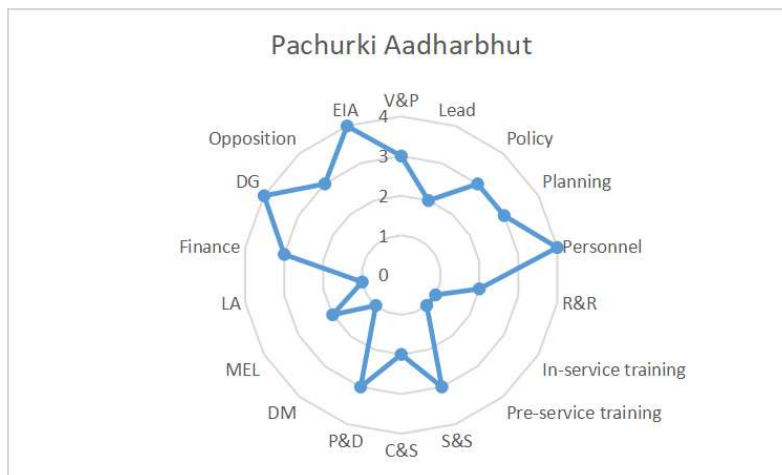 Pachurki Aadharbhut
V&P
Lead
Policy
Planning
Personnel
R&R
In-service training
Pre-service training
S&S
C&S
P&D
DM
MEL
LA
Finance
DG
Opposition
EIA
4
3
2
1
0